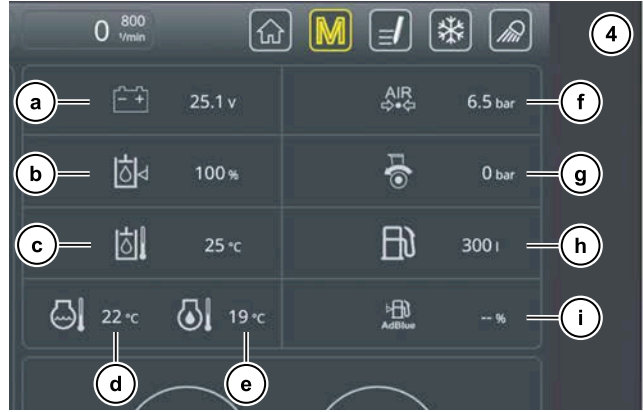 0 800
1/min
M
4
a 25.1 v
AIR 6.5 bar f
b 100 %
0 bar g
c 25 °C
300 l h
22 °C 19 °C
AdBlue -- % i
d e